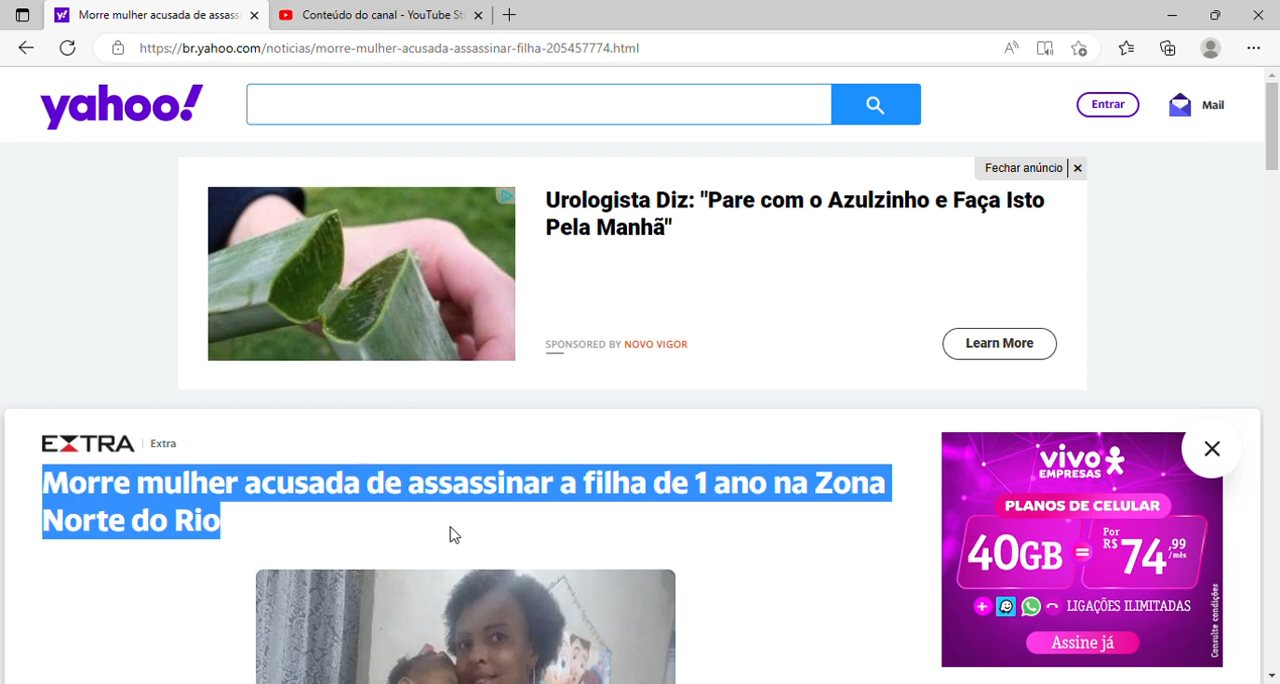 Morre mulher acusada de assass
Conteúdo do canal - YouTube St
https://br.yahoo.com/noticias/morre-mulher-acusada-assassinar-filha-205457774.html
yahoo!
Entrar
Mail
Fechar anúncio
Urologista Diz: "Pare com o Azulzinho e Faça Isto
Pela Manhã"
SPONSORED BY NOVO VIGOR
Learn More
EXTRA
Extra
Morre mulher acusada de assassinar a filha de 1 ano na Zona
Norte do Rio
vivo
EMPRESAS
PLANOS DE CELULAR
40GB = Por R$ 74,99 /mês
+ LIGAÇÕES ILIMITADAS
Assine já
Consulte condições